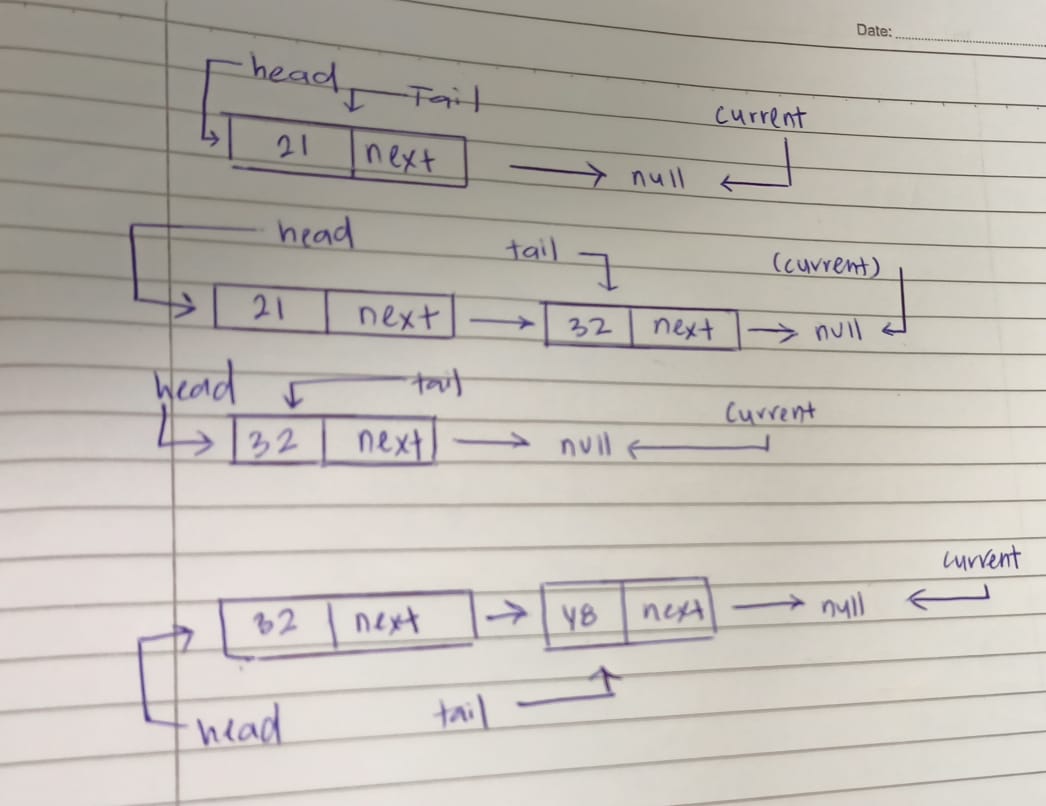 Date:
head Tail
current
21 next null
head tail (current)
21 next 32 next null
head tail current
32 next null
current
32 next 48 next null
head tail